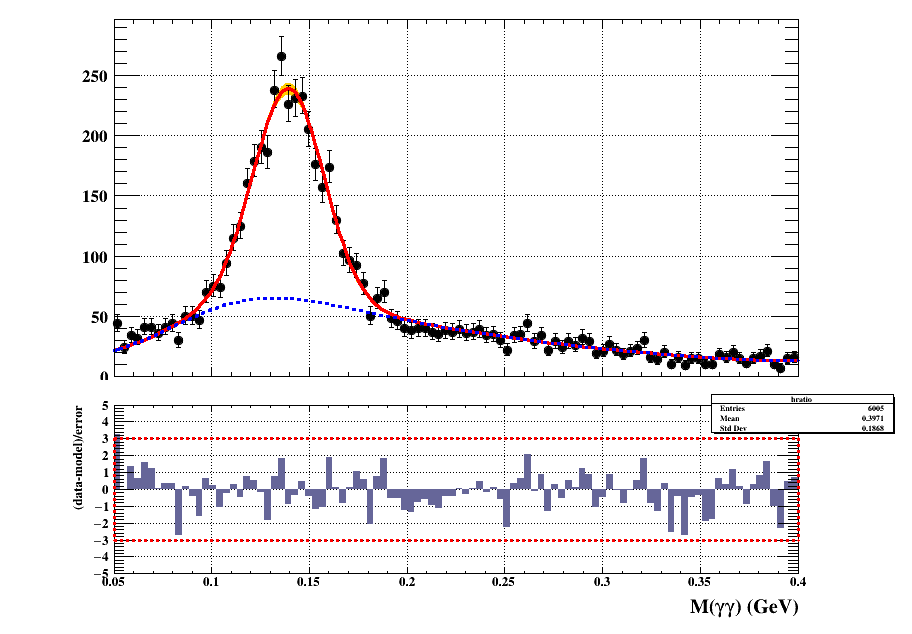 250
200
150
100
50
0
(data-model)/error
5
4
3
2
1
0
−1
−2
−3
−4
−5
hratio
Entries 6005
Mean 0.3971
Std Dev 0.1868
0.05 0.1 0.15 0.2 0.25 0.3 0.35 0.4
M(γγ) (GeV)